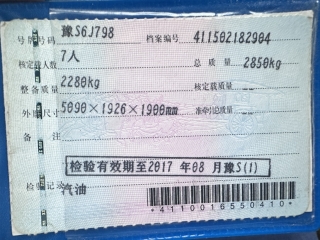 号牌号码 豫S6J798 档案编号 411502182904
核定载人数 7人 总质量 2850kg
整备质量 2280kg 核定载质量 --
外廓尺寸 5090×1926×1900mm 准牵引总质量 --
备注
检验有效期至2017年08月豫S(1)
检验记录 汽油
*4110016550410*